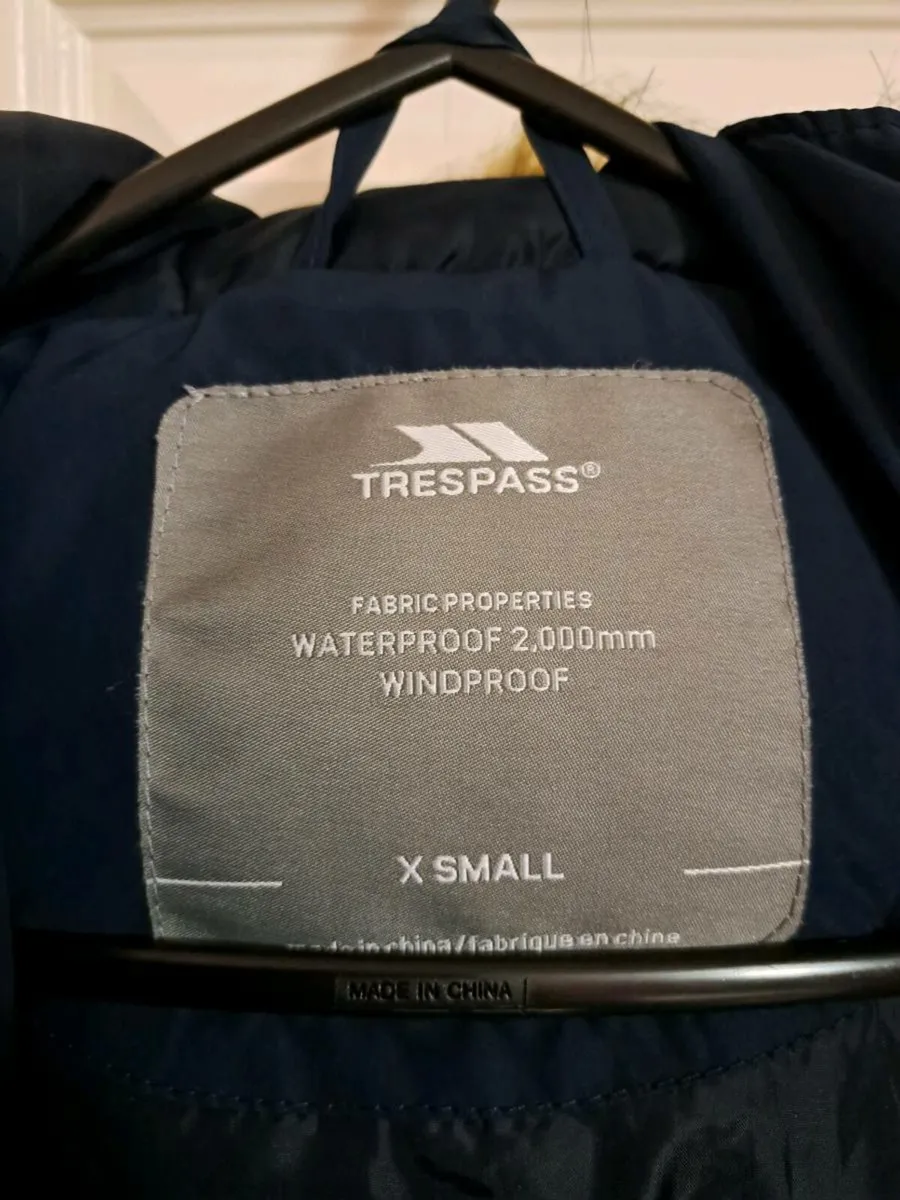 TRESPASS®
FABRIC PROPERTIES
WATERPROOF 2,000mm
WINDPROOF
X SMALL
made in china/fabrique en chine
MADE IN CHINA